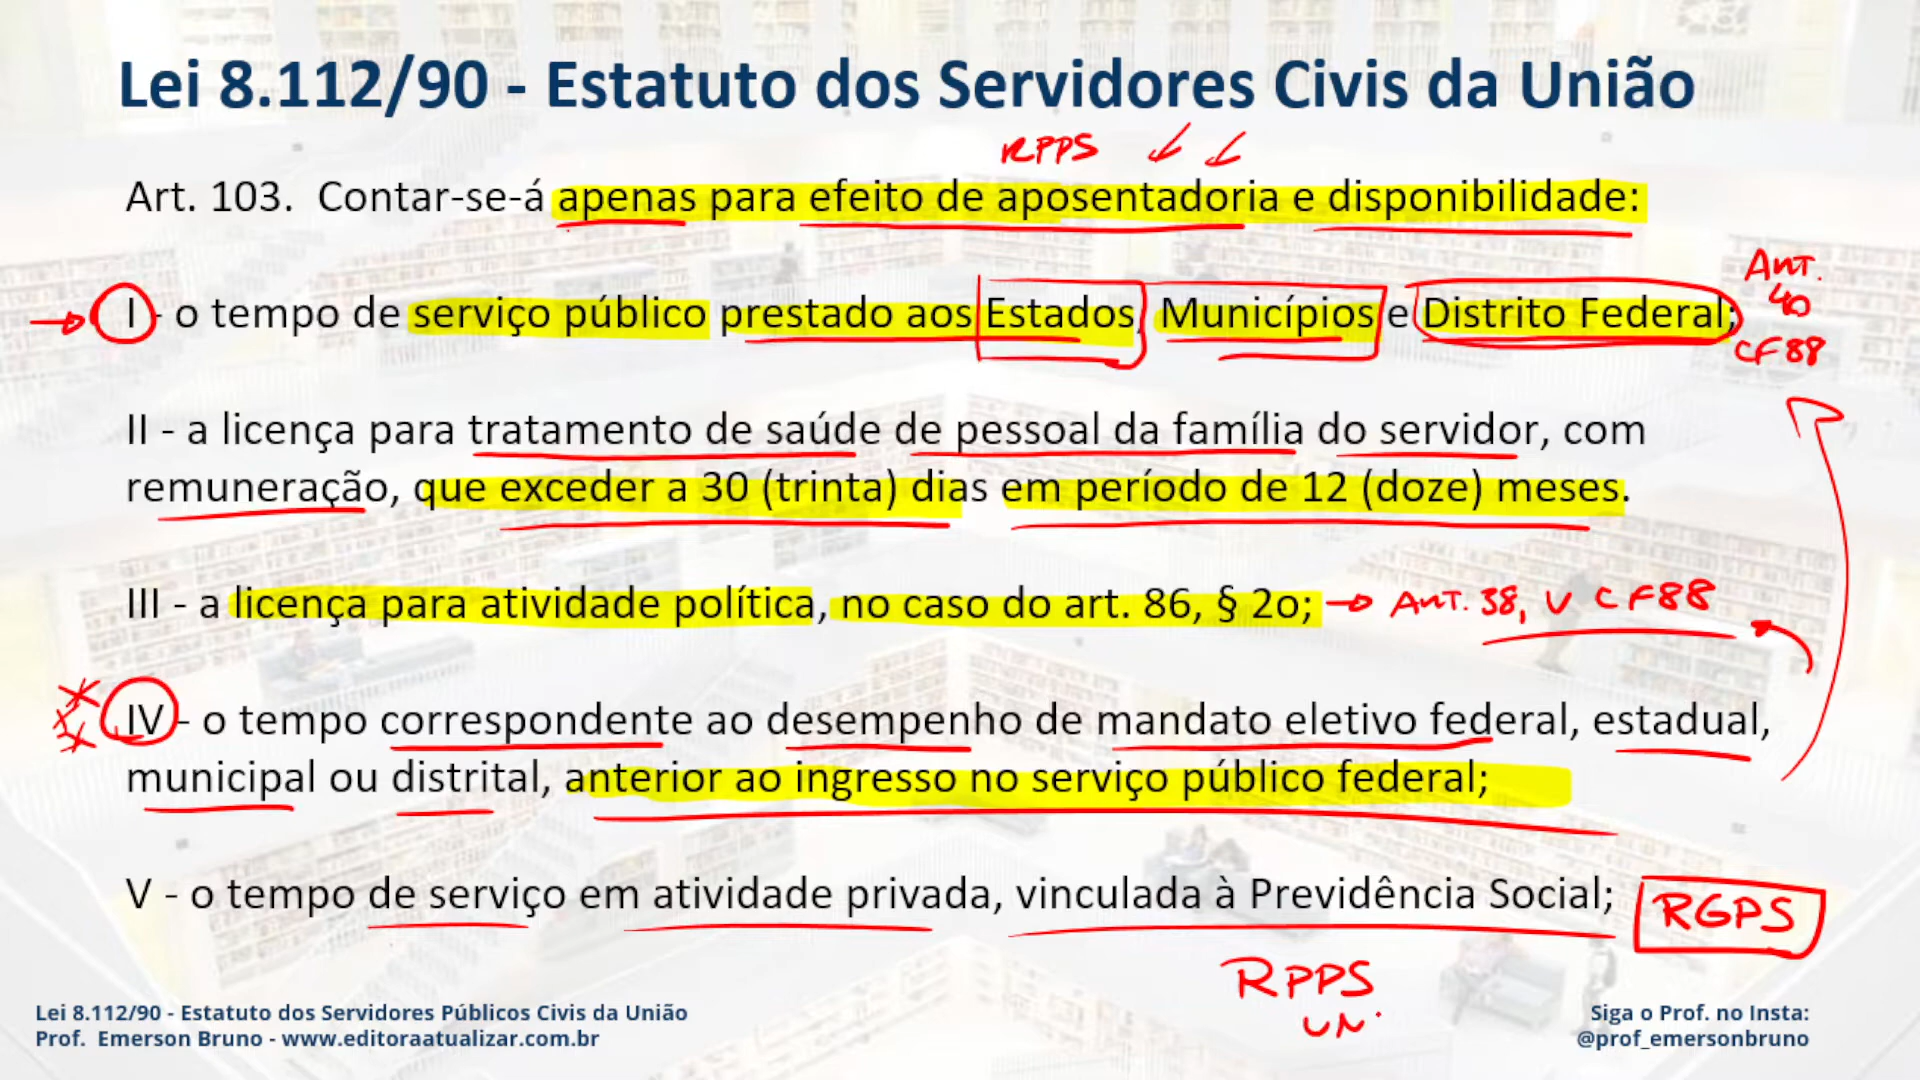 Lei 8.112/90 - Estatuto dos Servidores Civis da União
RPPS
Art. 103.  Contar-se-á apenas para efeito de aposentadoria e disponibilidade:
I - o tempo de serviço público prestado aos Estados, Municípios e Distrito Federal;
Art.
40
CF88
II - a licença para tratamento de saúde de pessoal da família do servidor, com
remuneração, que exceder a 30 (trinta) dias em período de 12 (doze) meses.
III - a licença para atividade política, no caso do art. 86, § 2o; → Art. 38, V CF88
IV - o tempo correspondente ao desempenho de mandato eletivo federal, estadual,
municipal ou distrital, anterior ao ingresso no serviço público federal;
V - o tempo de serviço em atividade privada, vinculada à Previdência Social; RGPS
RPPS
UN.
Lei 8.112/90 - Estatuto dos Servidores Públicos Civis da União
Prof.  Emerson Bruno - www.editoraatualizar.com.br
Siga o Prof. no Insta:
@prof_emersonbruno